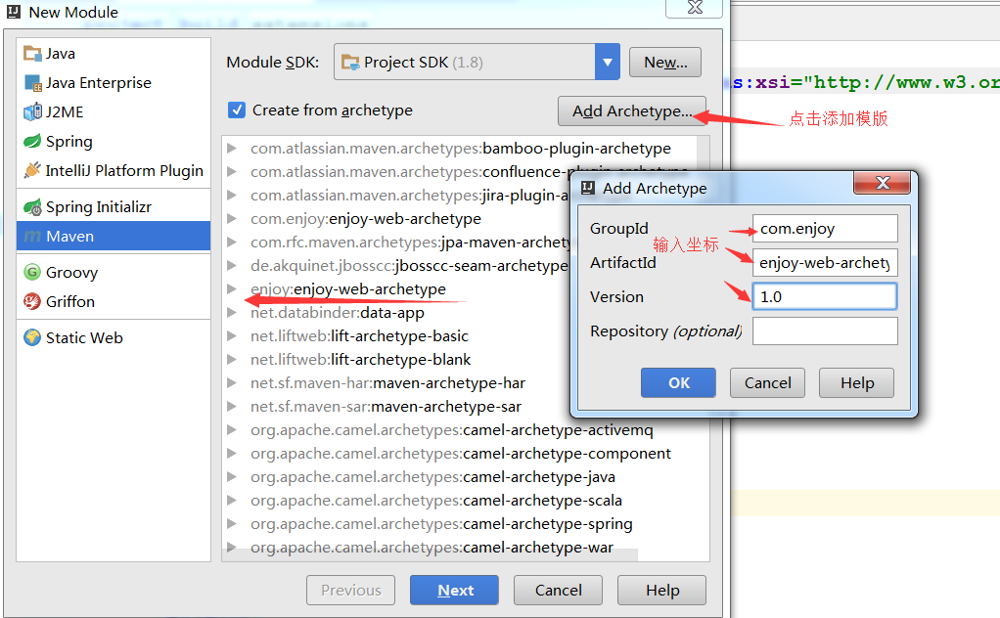 New Module
Java
Java Enterprise
J2ME
Spring
IntelliJ Platform Plugin
Spring Initializr
Maven
Groovy
Griffon
Static Web
Module SDK:
Project SDK (1.8)
New...
Create from archetype
Add Archetype...
点击添加模版
s:xsi="http://www.w3.or
com.atlassian.maven.archetypes:bamboo-plugin-archetype
com.atlassian.maven.archetypes:confluence-plugin-archetype
com.atlassian.maven.archetypes:jira-plugin-a
com.enjoy:enjoy-web-archetype
com.rfc.maven.archetypes:jpa-maven-archety
de.akquinet.jbosscc:jbosscc-seam-archetype
enjoy:enjoy-web-archetype
net.databinder:data-app
net.liftweb:lift-archetype-basic
net.liftweb:lift-archetype-blank
net.sf.maven-har:maven-archetype-har
net.sf.maven-sar:maven-archetype-sar
org.apache.camel.archetypes:camel-archetype-activemq
org.apache.camel.archetypes:camel-archetype-component
org.apache.camel.archetypes:camel-archetype-java
org.apache.camel.archetypes:camel-archetype-scala
org.apache.camel.archetypes:camel-archetype-spring
org.apache.camel.archetypes:camel-archetype-war
Add Archetype
GroupId
com.enjoy
输入坐标
ArtifactId
enjoy-web-archety
Version
1.0
Repository (optional)
OK
Cancel
Help
Previous
Next
Cancel
Help